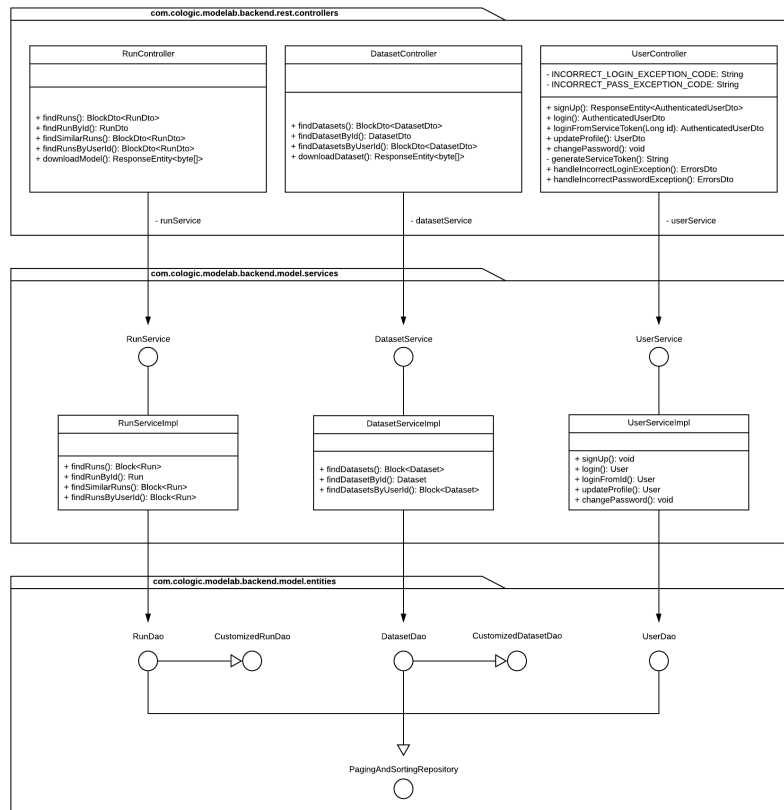 com.cologic.modelab.backend.rest.controllers
RunController
+ findRuns(): BlockDto<RunDto>
+ findRunById(): RunDto
+ findSimilarRuns(): BlockDto<RunDto>
+ findRunsByUserId(): BlockDto<RunDto>
+ downloadModel(): ResponseEntity<byte[]>
DatasetController
+ findDatasets(): BlockDto<DatasetDto>
+ findDatasetById(): DatasetDto
+ findDatasetsByUserId(): BlockDto<DatasetDto>
+ downloadDataset(): ResponseEntity<byte[]>
UserController
- INCORRECT_LOGIN_EXCEPTION_CODE: String
- INCORRECT_PASS_EXCEPTION_CODE: String
+ signUp(): ResponseEntity<AuthenticatedUserDto>
+ login(): AuthenticatedUserDto
+ loginFromServiceToken(Long id): AuthenticatedUserDto
+ updateProfile(): UserDto
+ changePassword(): void
- generateServiceToken(): String
+ handleIncorrectLoginException(): ErrorsDto
+ handleIncorrectPasswordException(): ErrorsDto
- runService
- datasetService
- userService
com.cologic.modelab.backend.model.services
RunService
DatasetService
UserService
RunServiceImpl
+ findRuns(): Block<Run>
+ findRunById(): Run
+ findSimilarRuns(): Block<Run>
+ findRunsByUserId(): Block<Run>
DatasetServiceImpl
+ findDatasets(): Block<Dataset>
+ findDatasetById(): Dataset
+ findDatasetsByUserId(): Block<Dataset>
UserServiceImpl
+ signUp(): void
+ login(): User
+ loginFromId(): User
+ updateProfile(): User
+ changePassword(): void
com.cologic.modelab.backend.model.entities
RunDao
CustomizedRunDao
DatasetDao
CustomizedDatasetDao
UserDao
PagingAndSortingRepository